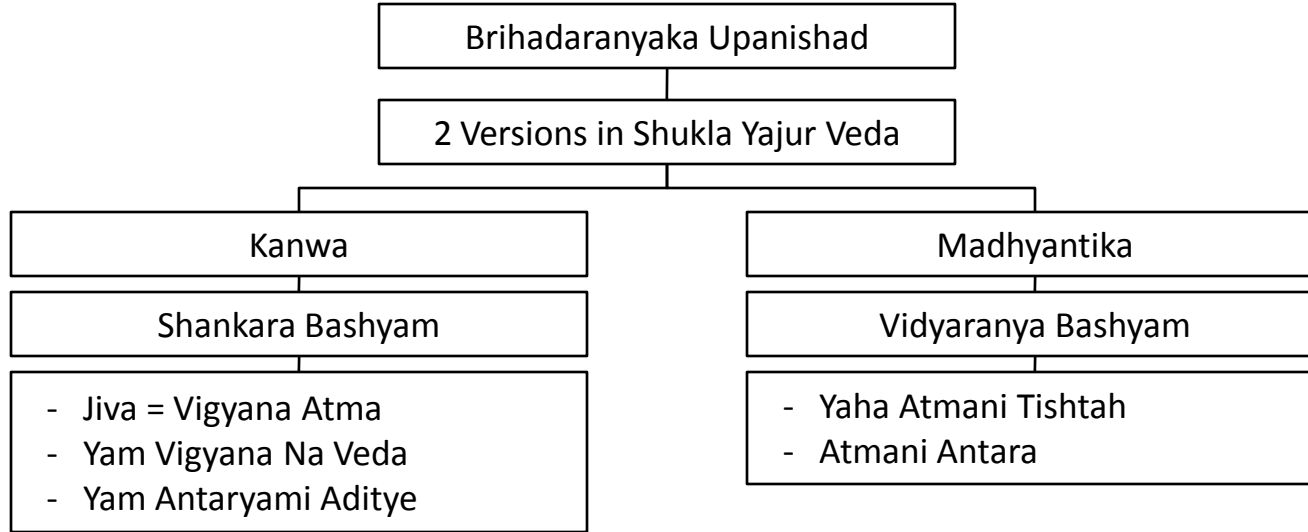 Brihadaranyaka Upanishad
2 Versions in Shukla Yajur Veda
Kanwa
Shankara Bashyam
- Jiva = Vigyana Atma
- Yam Vigyana Na Veda
- Yam Antaryami Aditye
Madhyantika
Vidyaranya Bashyam
- Yaha Atmani Tishtah
- Atmani Antara